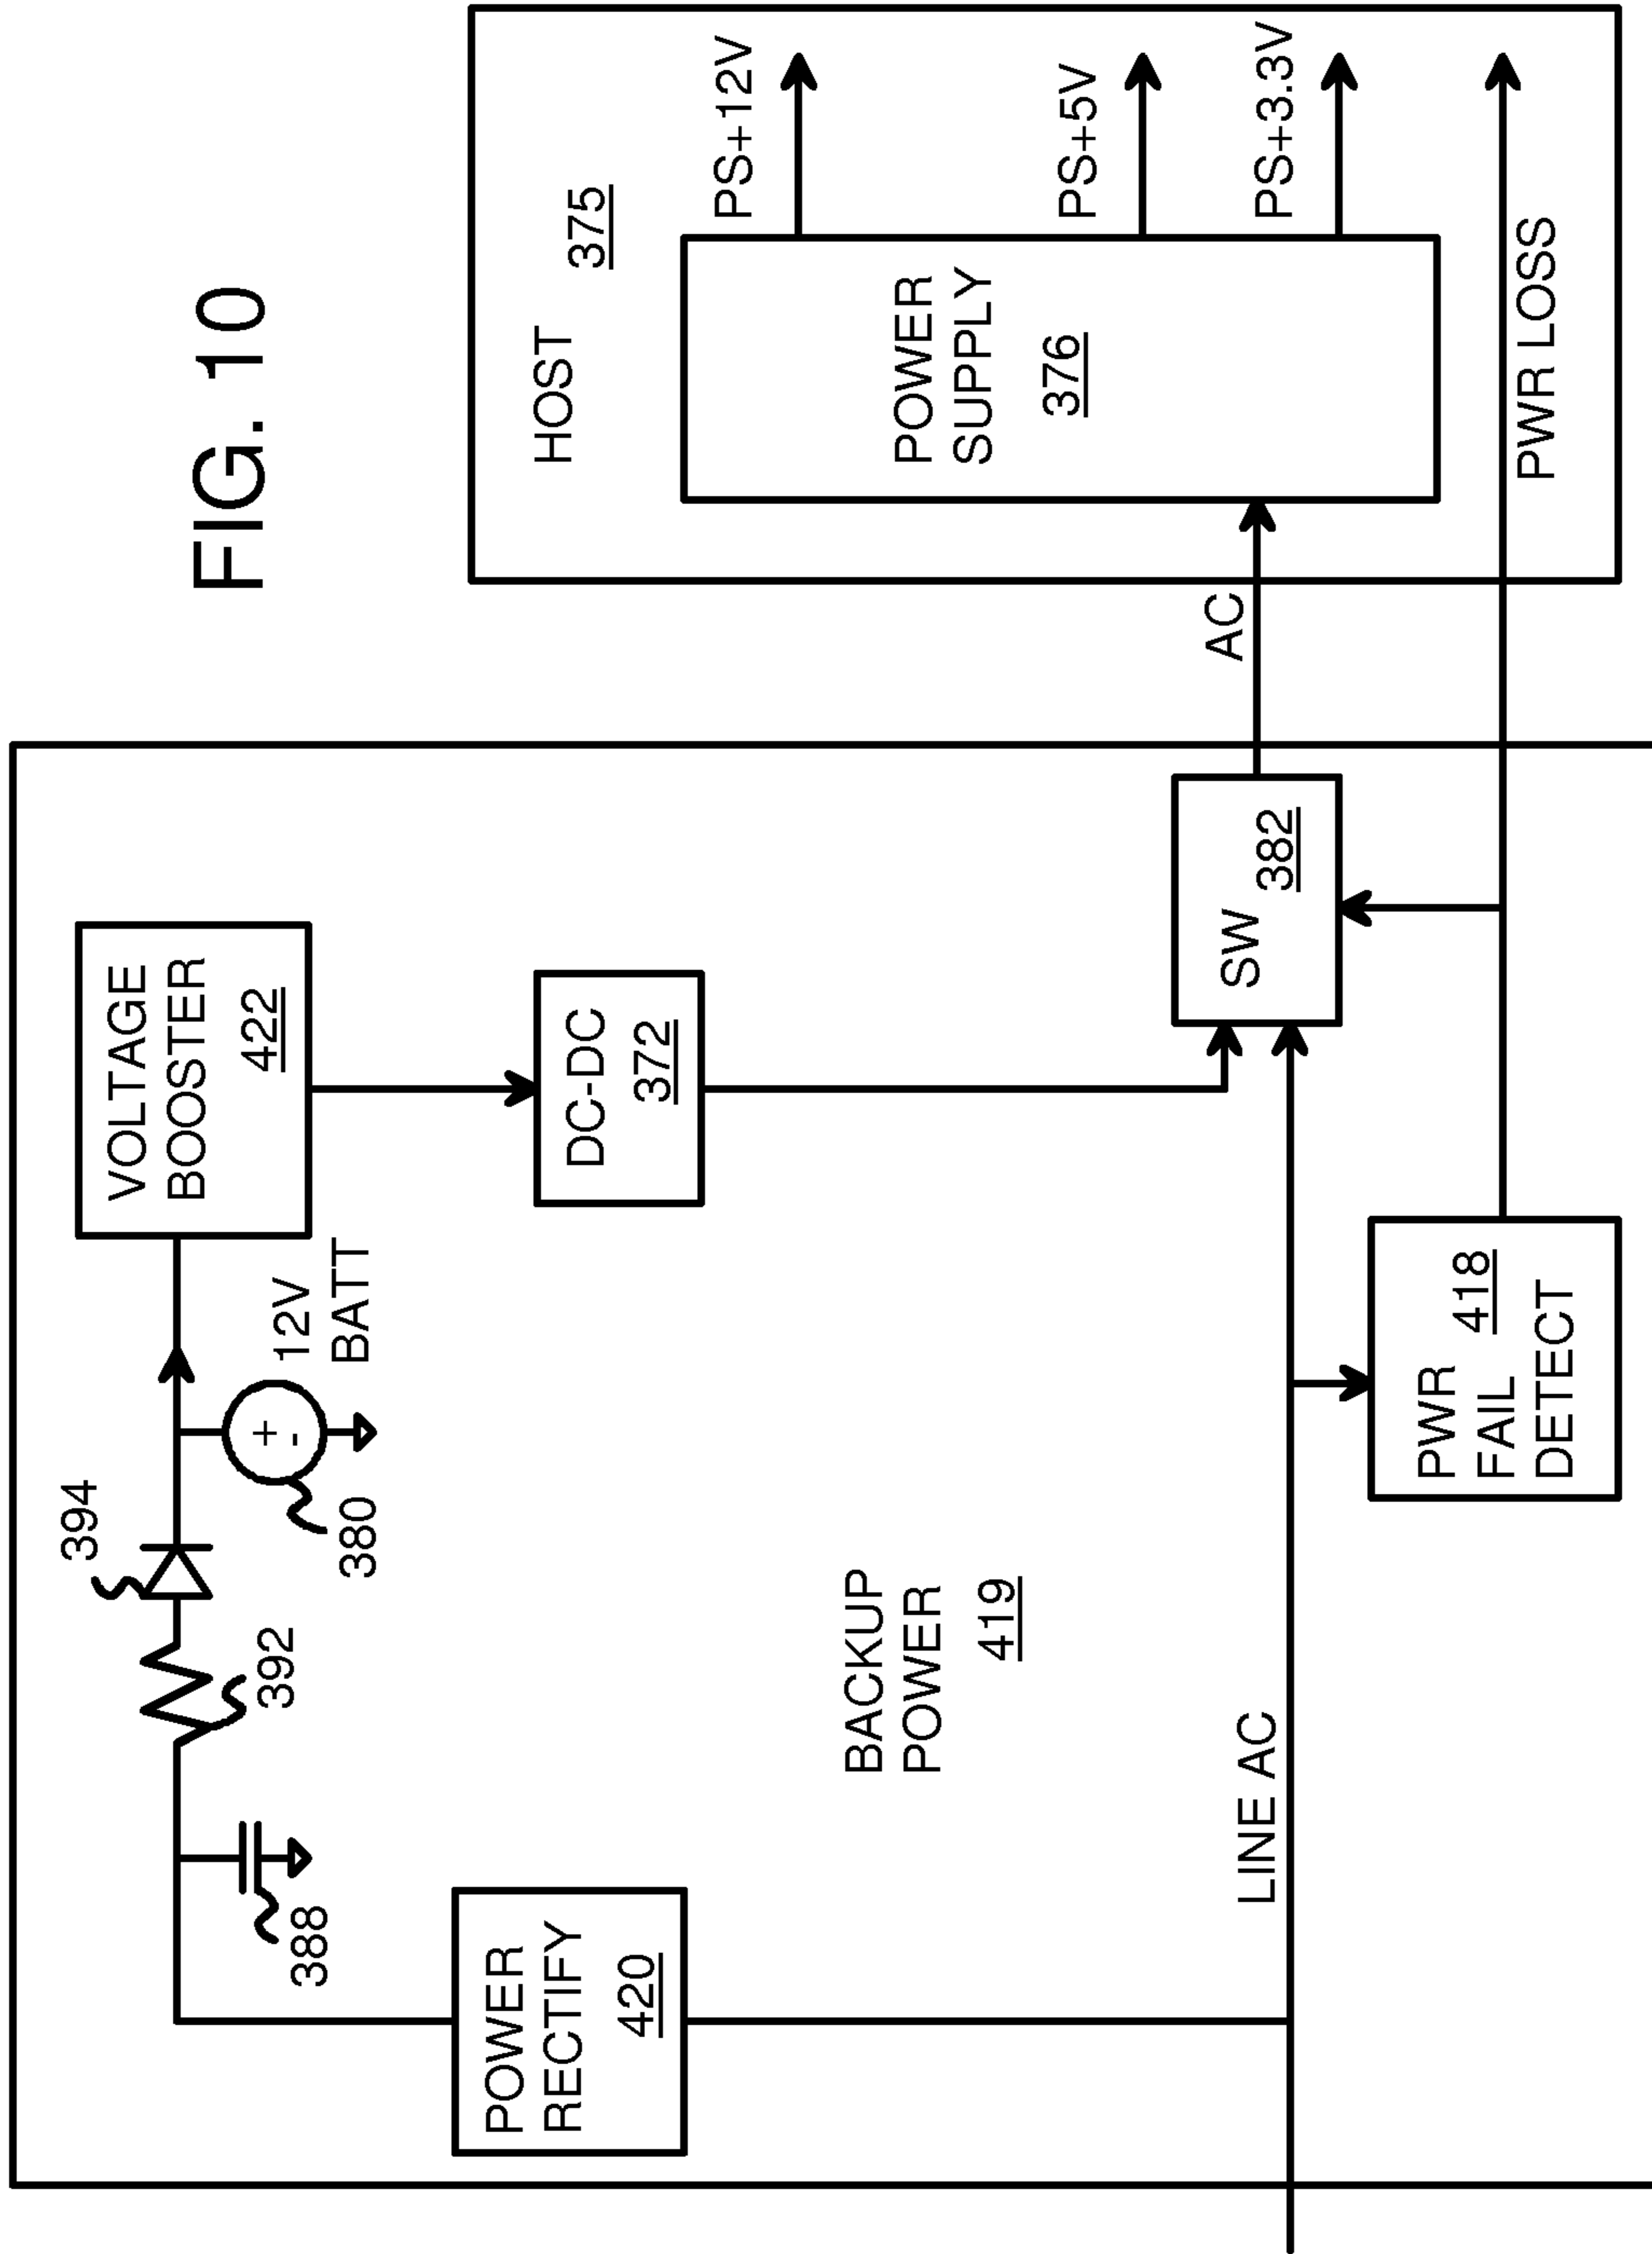 FIG. 10
VOLTAGE
BOOSTER
422
394
392
388
380
12V
BATT
+
-
POWER
RECTIFY
420
DC-DC
372
BACKUP
POWER
419
LINE AC
SW
382
PWR
FAIL
DETECT
418
AC
HOST
375
POWER
SUPPLY
376
PS+12V
PS+5V
PS+3.3V
PWR LOSS